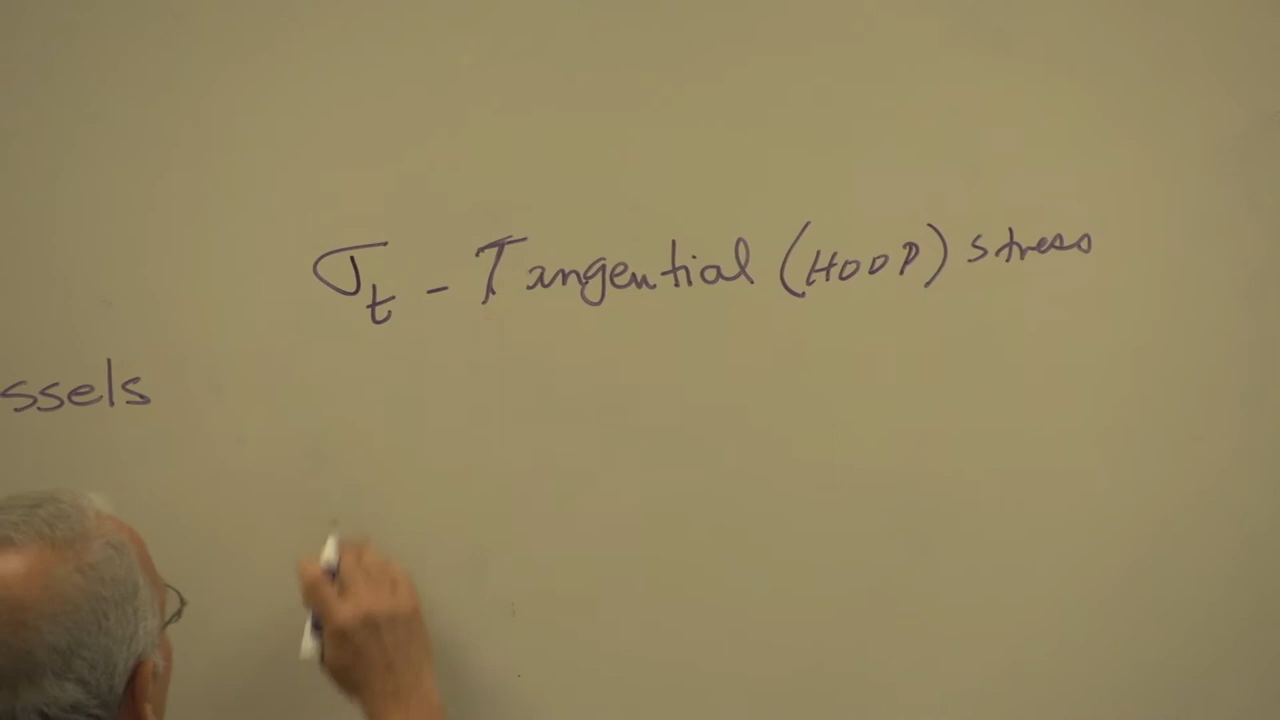 σt - Tangential (HOOP) stress
ssels